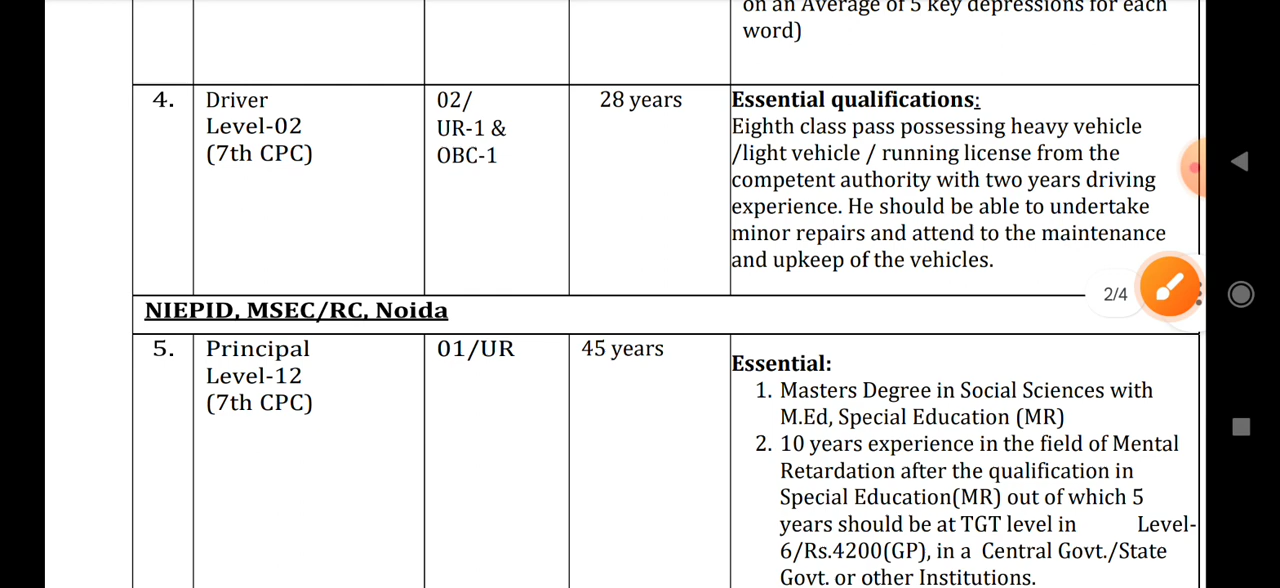 on an Average of 5 key depressions for each
word)
4.
Driver
Level-02
(7th CPC)
02/
UR-1 &
OBC-1
28 years
Essential qualifications:
Eighth class pass possessing heavy vehicle
/light vehicle / running license from the
competent authority with two years driving
experience. He should be able to undertake
minor repairs and attend to the maintenance
and upkeep of the vehicles.
2/4
NIEPID, MSEC/RC, Noida
5.
Principal
Level-12
(7th CPC)
01/UR
45 years
Essential:
1. Masters Degree in Social Sciences with
M.Ed, Special Education (MR)
2. 10 years experience in the field of Mental
Retardation after the qualification in
Special Education(MR) out of which 5
years should be at TGT level in Level-
6/Rs.4200(GP), in a Central Govt./State
Govt. or other Institutions.